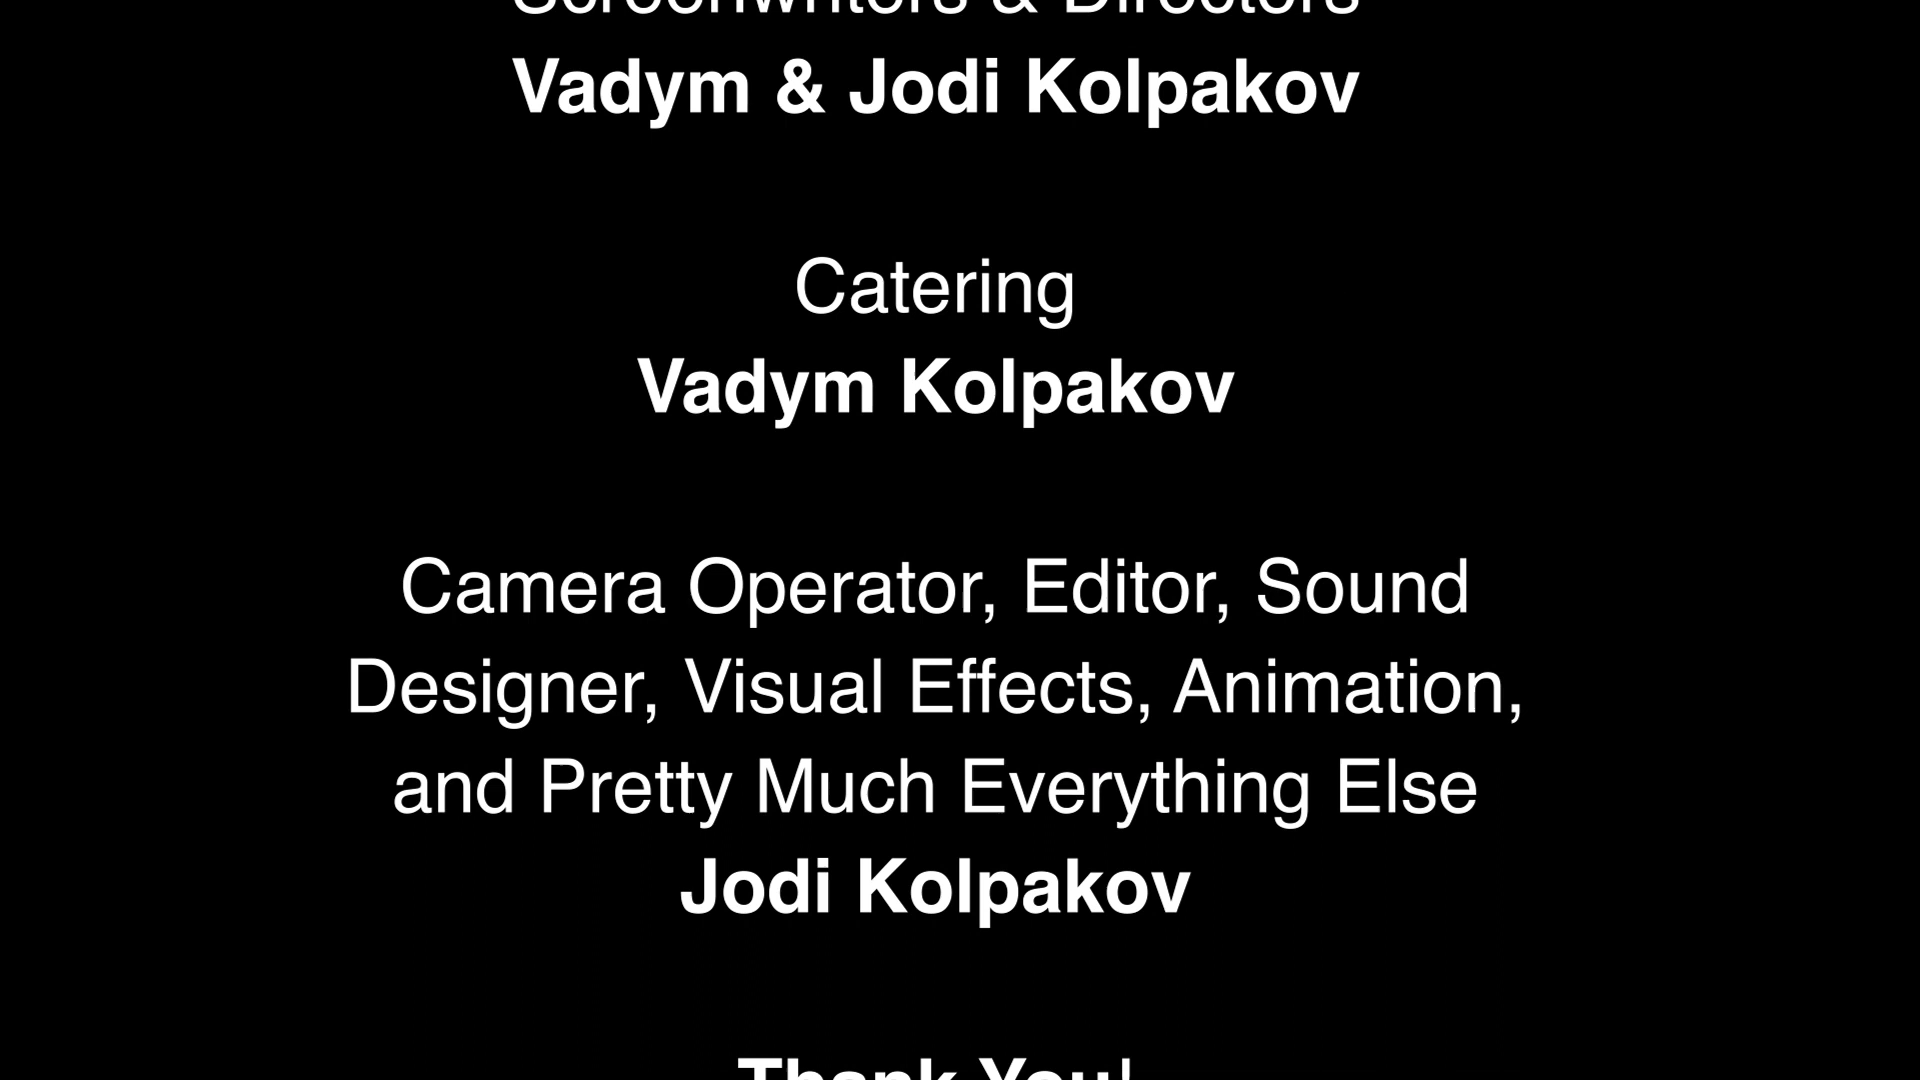 Screenwriters & Directors
Vadym & Jodi Kolpakov
Catering
Vadym Kolpakov
Camera Operator, Editor, Sound
Designer, Visual Effects, Animation,
and Pretty Much Everything Else
Jodi Kolpakov
Thank You!